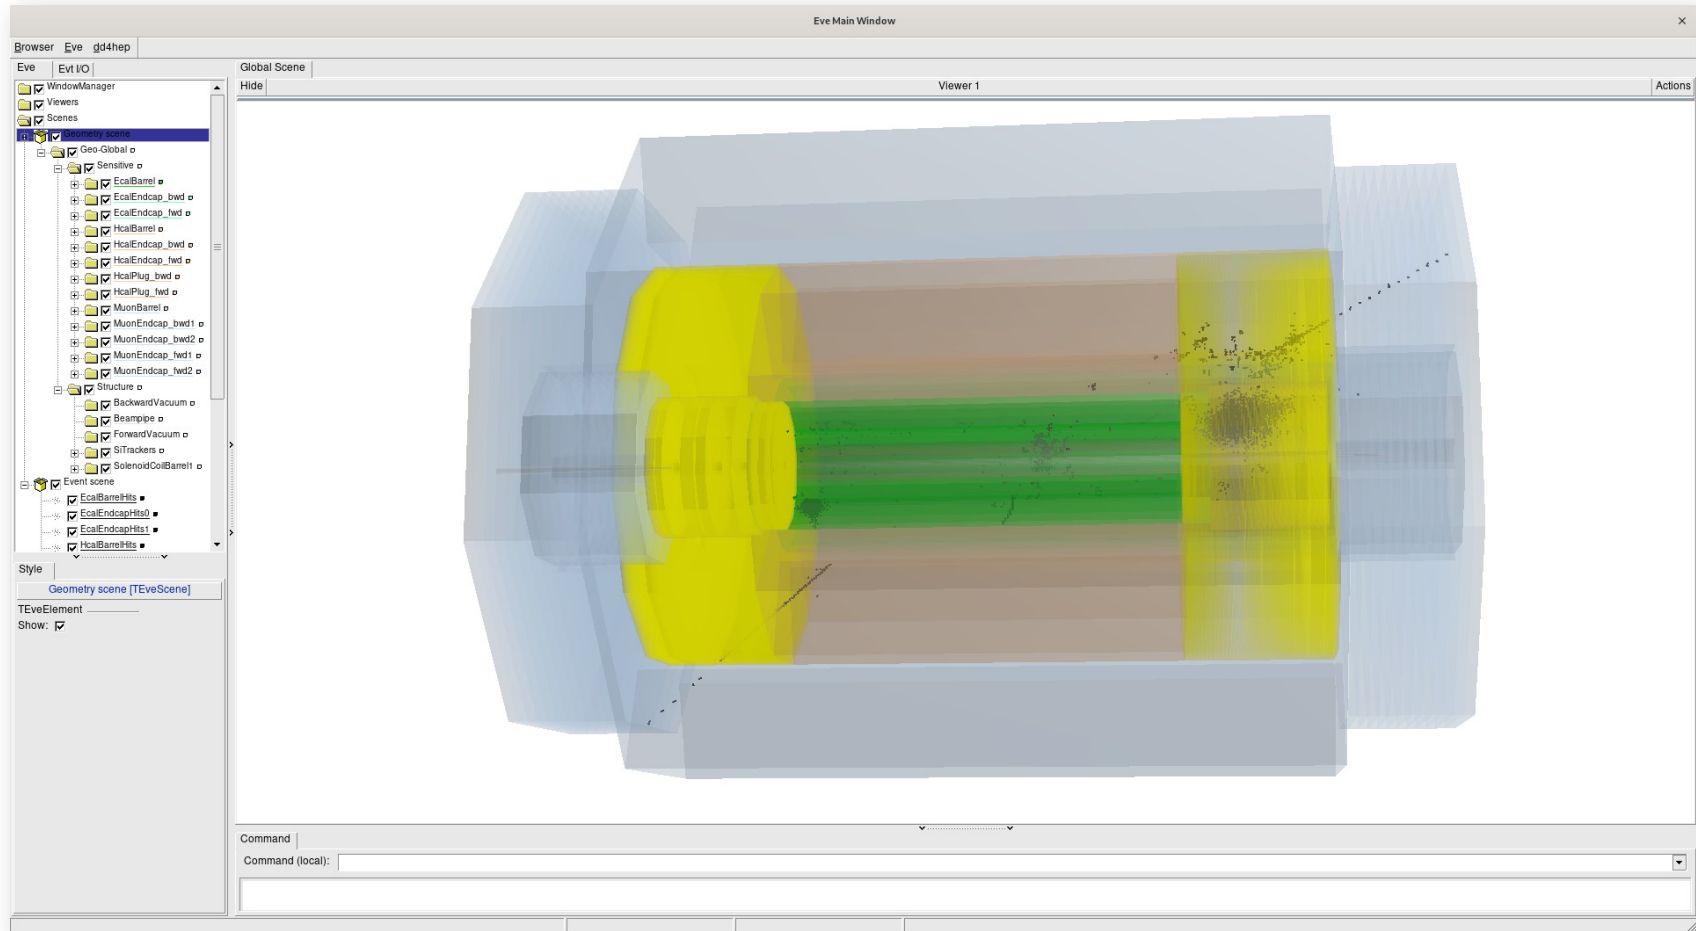 Eve Main Window
Browser Eve dd4hep
Eve Evt I/O
Global Scene
Hide Viewer 1 Actions
WindowManager
Viewers
Scenes
Geometry scene
Geo-Global
Sensitive
EcalBarrel
EcalEndcap_bwd
EcalEndcap_fwd
HcalBarrel
HcalEndcap_bwd
HcalEndcap_fwd
HcalPlug_bwd
HcalPlug_fwd
MuonBarrel
MuonEndcap_bwd1
MuonEndcap_bwd2
MuonEndcap_fwd1
MuonEndcap_fwd2
Structure
BackwardVacuum
Beampipe
ForwardVacuum
SiTrackers
SolenoidCoilBarrel1
Event scene
EcalBarrelHits
EcalEndcapHits0
EcalEndcapHits1
HcalBarrelHits
Style
Geometry scene [TEveScene]
TEveElement
Show:
Command
Command (local):